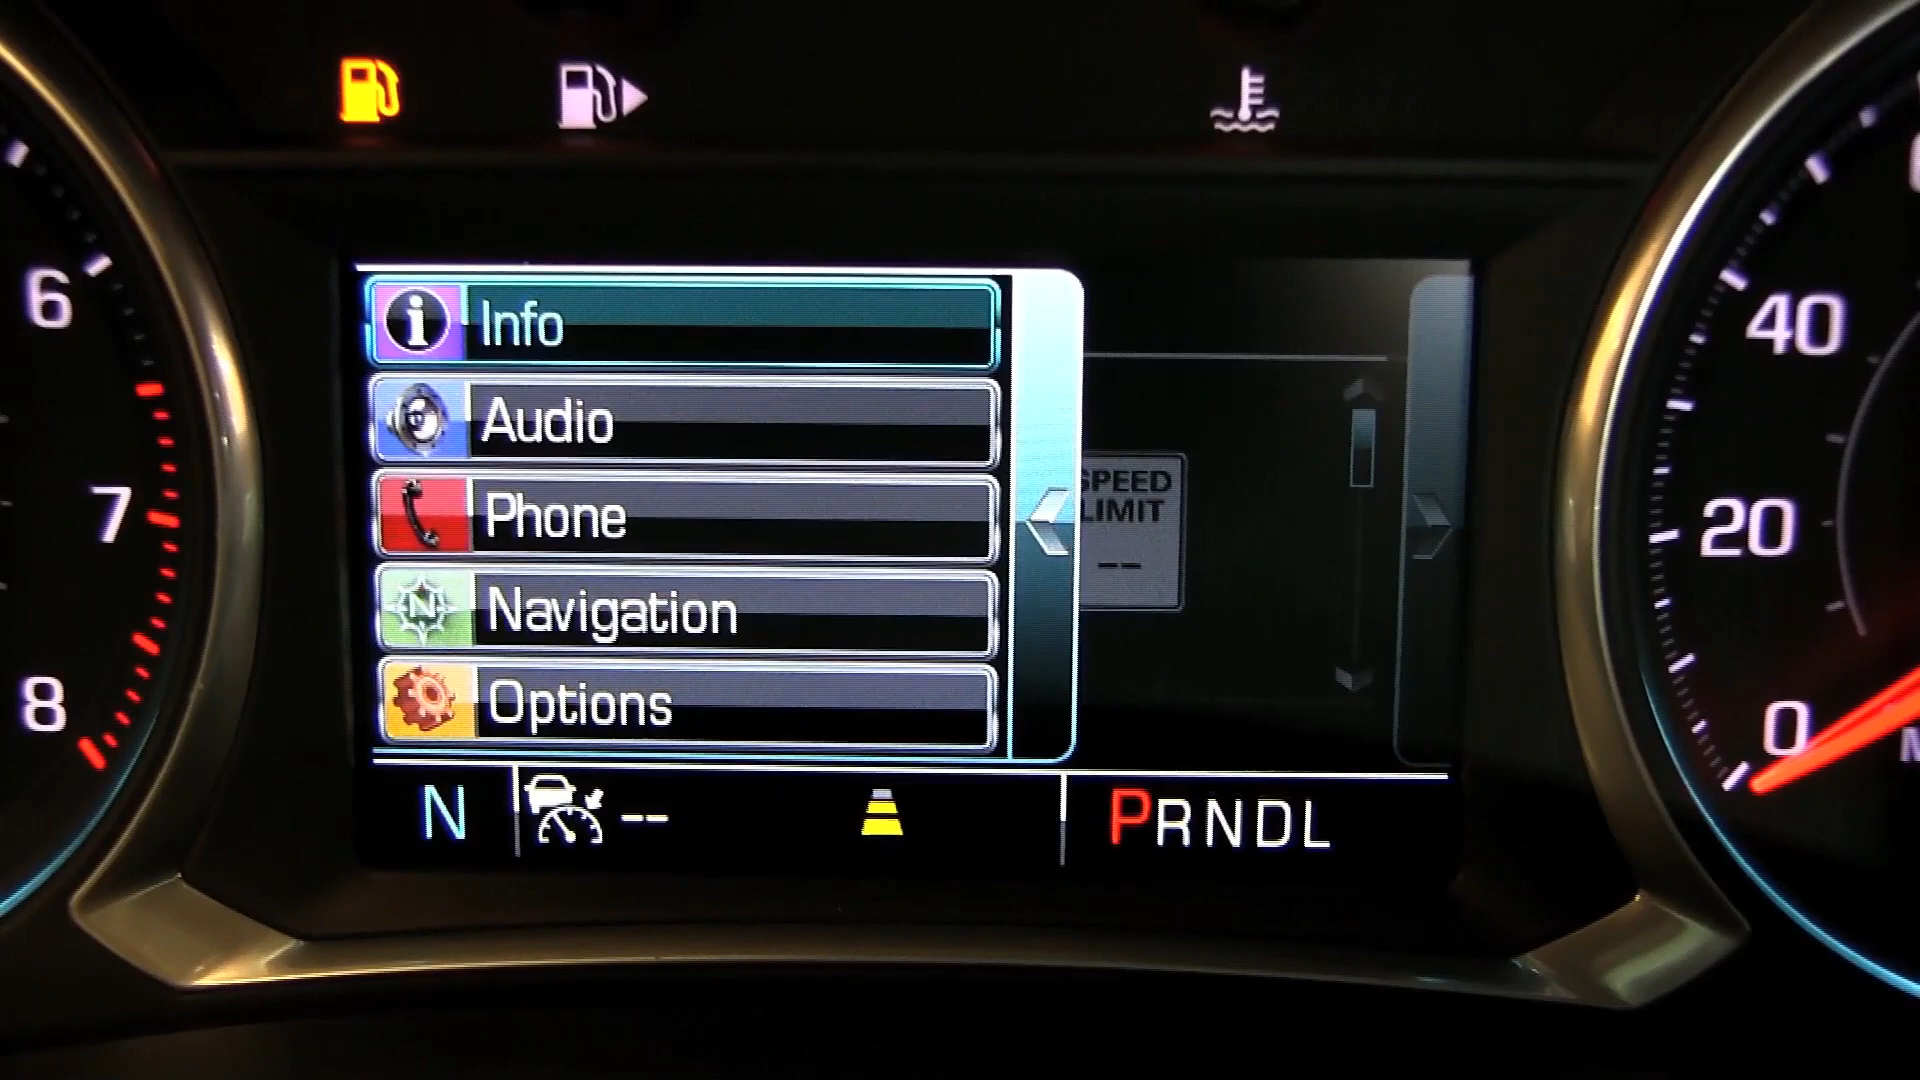 Info
Audio
Phone
Navigation
Options
SPEED
LIMIT
--
N
--
PRNDL
6
7
8
40
20
0